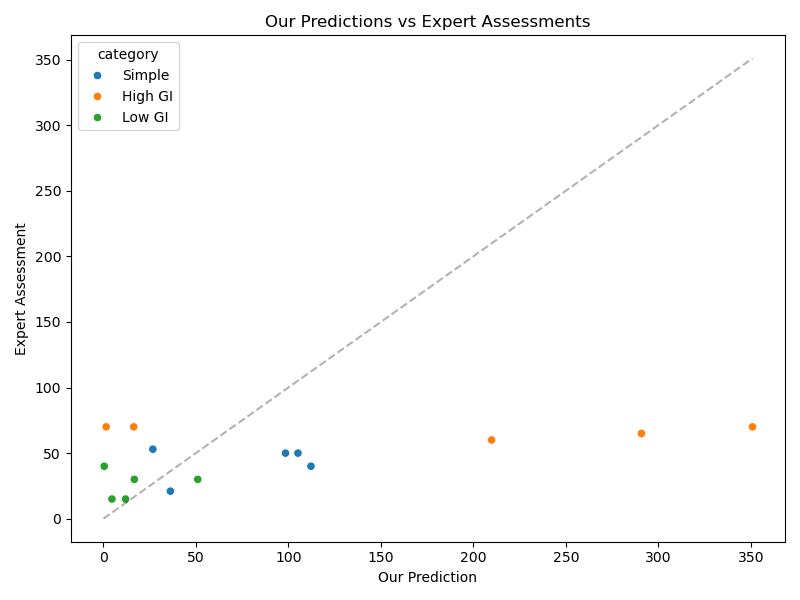 Our Predictions vs Expert Assessments
category
Simple
High GI
Low GI
350
300
250
200
150
100
50
0
Expert Assessment
0 50 100 150 200 250 300 350
Our Prediction